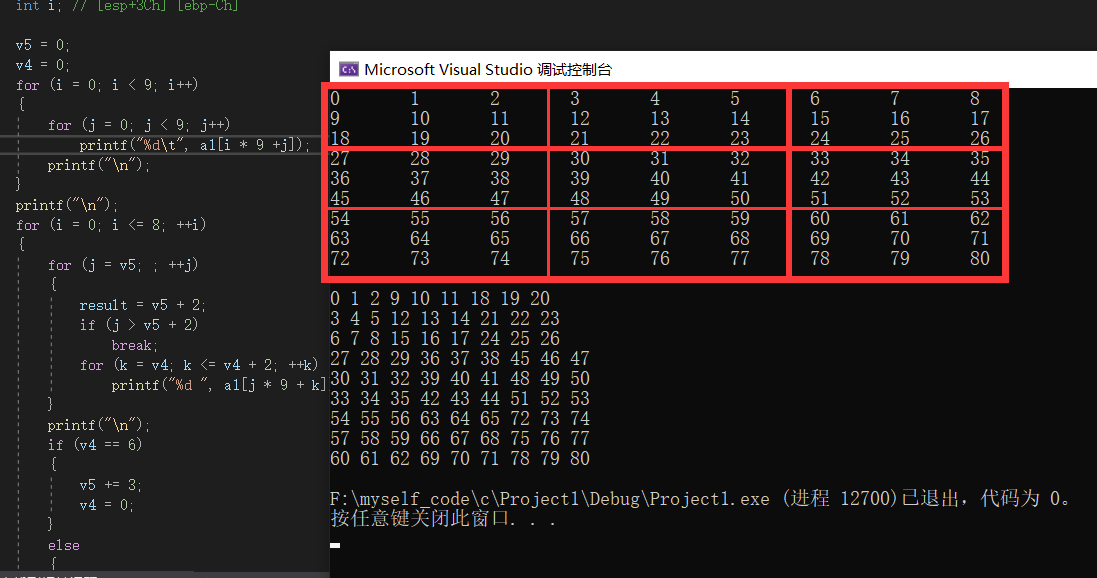 int i; // [esp+3Ch] [ebp-Ch]
v5 = 0;
v4 = 0;
for (i = 0; i < 9; i++)
{
for (j = 0; j < 9; j++)
printf("%d\t", a1[i * 9 +j]);
printf("\n");
}
printf("\n");
for (i = 0; i <= 8; ++i)
{
for (j = v5; ; ++j)
{
result = v5 + 2;
if (j > v5 + 2)
break;
for (k = v4; k <= v4 + 2; ++k)
printf("%d ", a1[j * 9 + k]
}
printf("\n");
if (v4 == 6)
{
v5 += 3;
v4 = 0;
}
else
{
Microsoft Visual Studio 调试控制台
0 1 2 3 4 5 6 7 8
9 10 11 12 13 14 15 16 17
18 19 20 21 22 23 24 25 26
27 28 29 30 31 32 33 34 35
36 37 38 39 40 41 42 43 44
45 46 47 48 49 50 51 52 53
54 55 56 57 58 59 60 61 62
63 64 65 66 67 68 69 70 71
72 73 74 75 76 77 78 79 80
0 1 2 9 10 11 18 19 20
3 4 5 12 13 14 21 22 23
6 7 8 15 16 17 24 25 26
27 28 29 36 37 38 45 46 47
30 31 32 39 40 41 48 49 50
33 34 35 42 43 44 51 52 53
54 55 56 63 64 65 72 73 74
57 58 59 66 67 68 75 76 77
60 61 62 69 70 71 78 79 80
F:\myself_code\c\Project1\Debug\Project1.exe (进程 12700)已退出，代码为 0。
按任意键关闭此窗口. . .